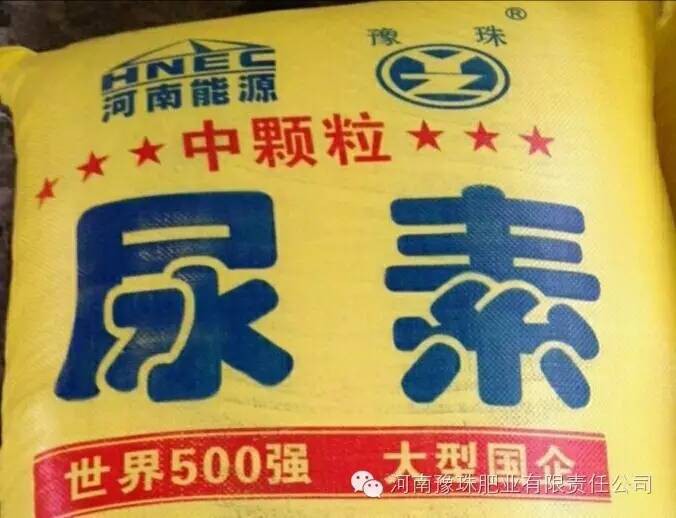 豫珠®
HNEC
河南能源
★★★中颗粒★★★
尿素
世界500强 大型国企
河南豫珠肥业有限责任公司